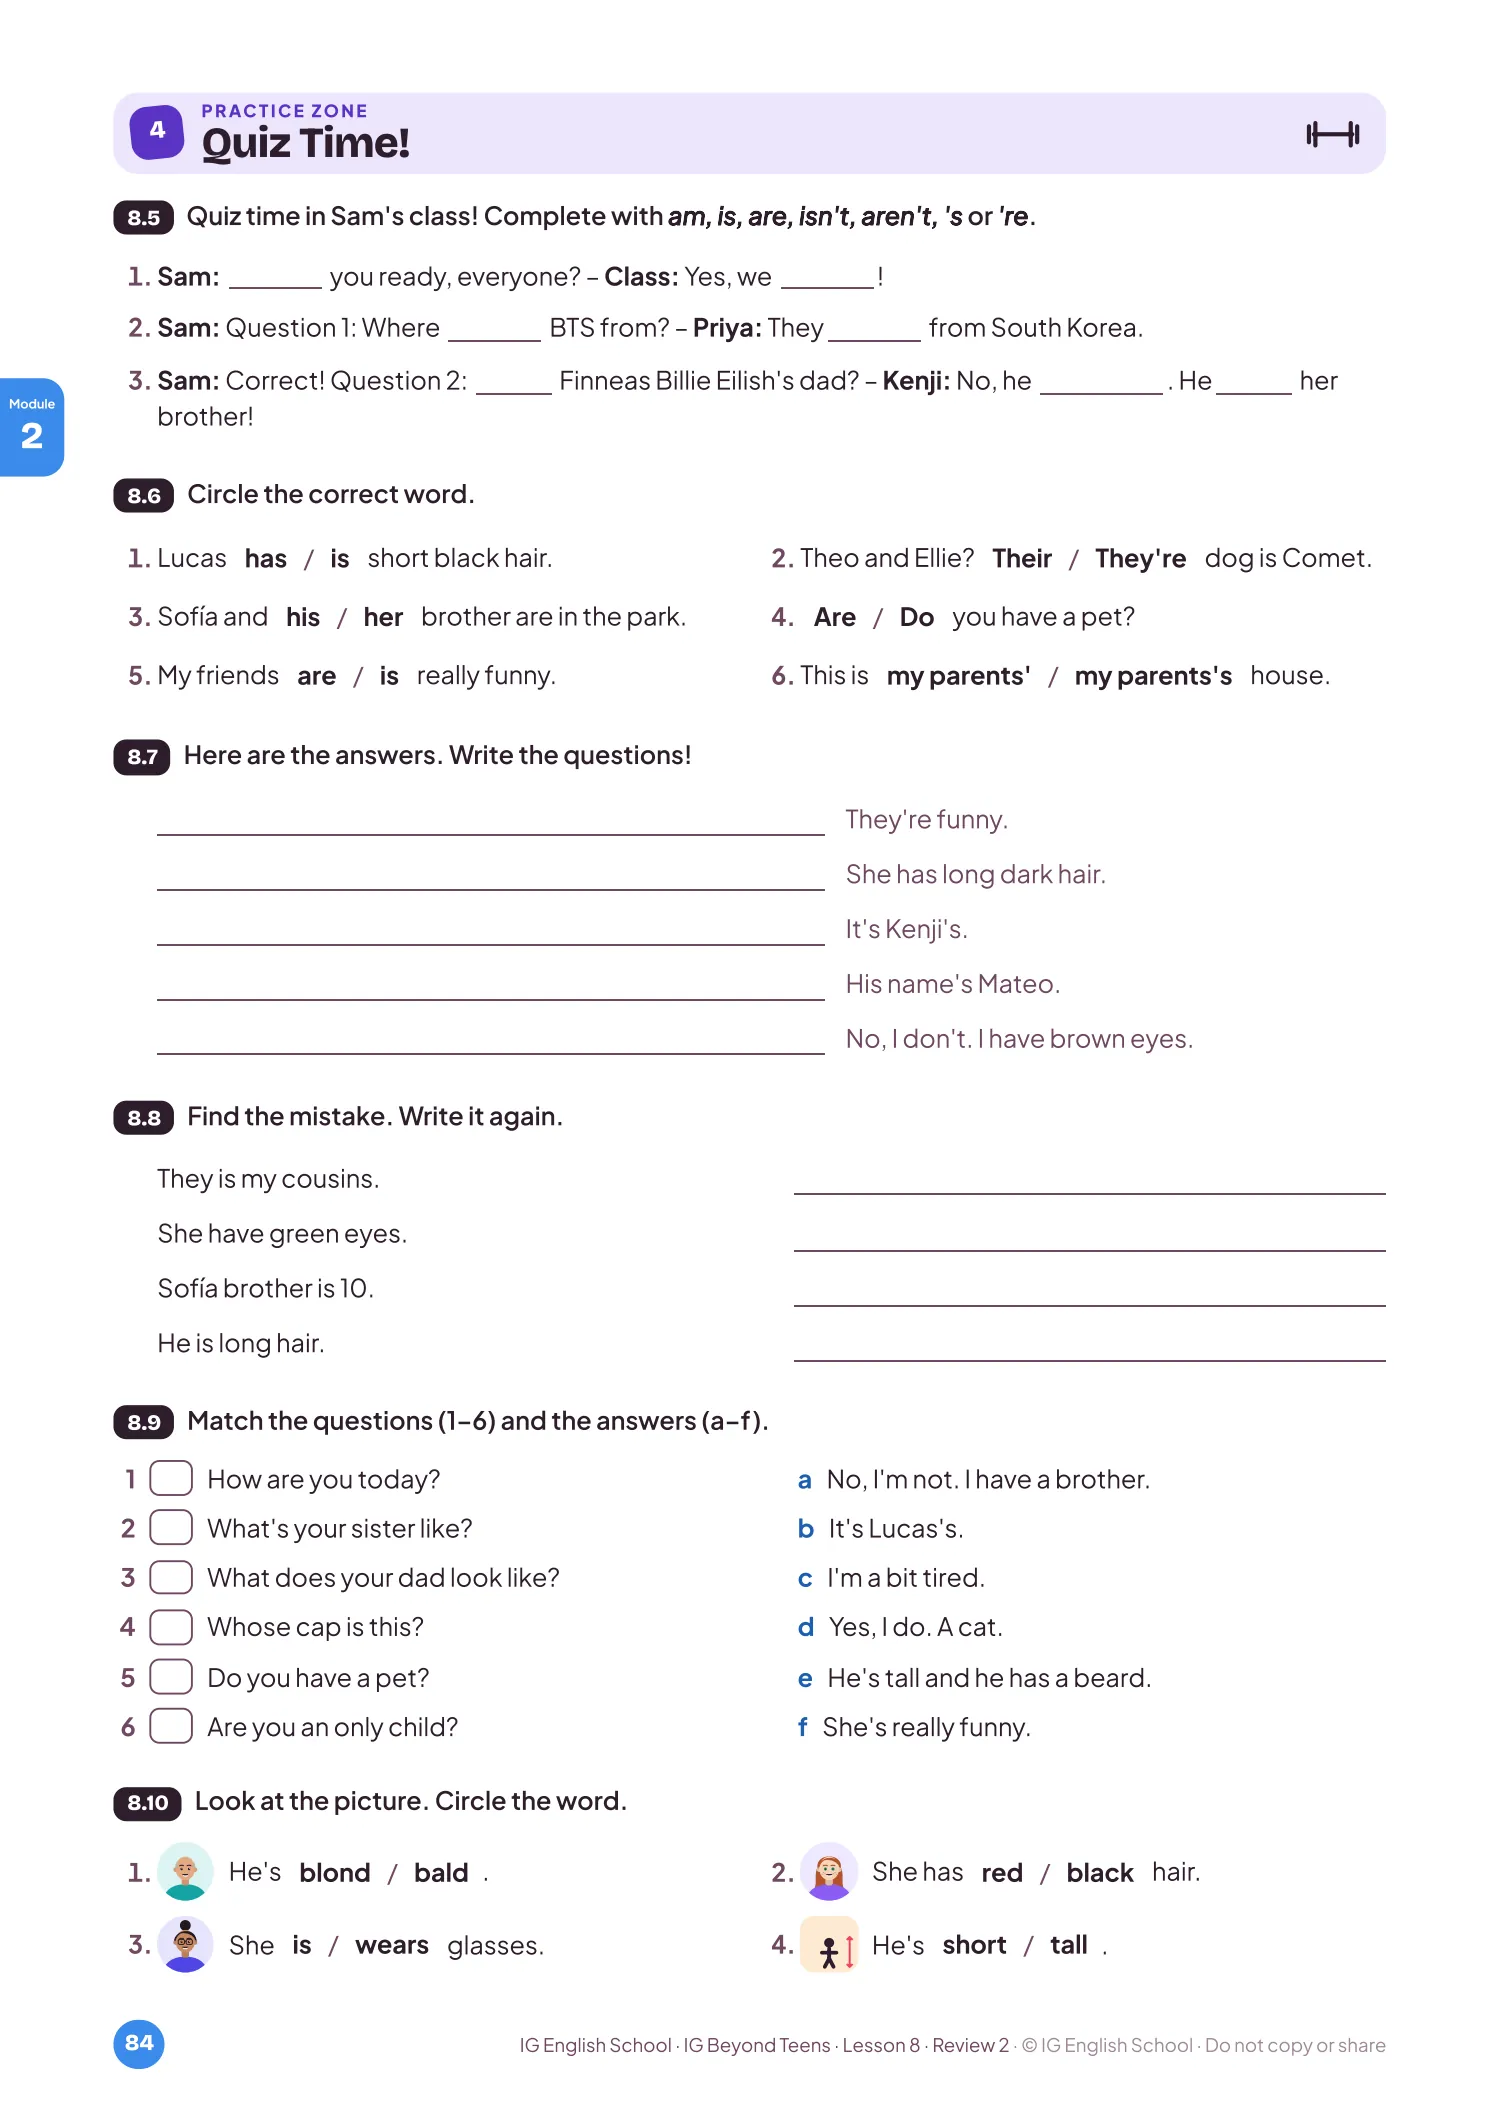 4
PRACTICE ZONE
Quiz Time!
8.5 Quiz time in Sam's class! Complete with am, is, are, isn't, aren't, 's or 're.
1. Sam: ______ you ready, everyone? – Class: Yes, we ______!
2. Sam: Question 1: Where ______ BTS from? – Priya: They ______ from South Korea.
3. Sam: Correct! Question 2: _____ Finneas Billie Eilish's dad? – Kenji: No, he ________. He _____ her
brother!
Module
2
8.6 Circle the correct word.
1. Lucas has / is short black hair.
2. Theo and Ellie? Their / They're dog is Comet.
3. Sofía and his / her brother are in the park.
4. Are / Do you have a pet?
5. My friends are / is really funny.
6. This is my parents' / my parents's house.
8.7 Here are the answers. Write the questions!
They're funny.
She has long dark hair.
It's Kenji's.
His name's Mateo.
No, I don't. I have brown eyes.
8.8 Find the mistake. Write it again.
They is my cousins.
She have green eyes.
Sofía brother is 10.
He is long hair.
8.9 Match the questions (1–6) and the answers (a–f).
1 How are you today?
a No, I'm not. I have a brother.
2 What's your sister like?
b It's Lucas's.
3 What does your dad look like?
c I'm a bit tired.
4 Whose cap is this?
d Yes, I do. A cat.
5 Do you have a pet?
e He's tall and he has a beard.
6 Are you an only child?
f She's really funny.
8.10 Look at the picture. Circle the word.
1. He's blond / bald .
2. She has red / black hair.
3. She is / wears glasses.
4. He's short / tall .
84
IG English School · IG Beyond Teens · Lesson 8 · Review 2 · © IG English School · Do not copy or share